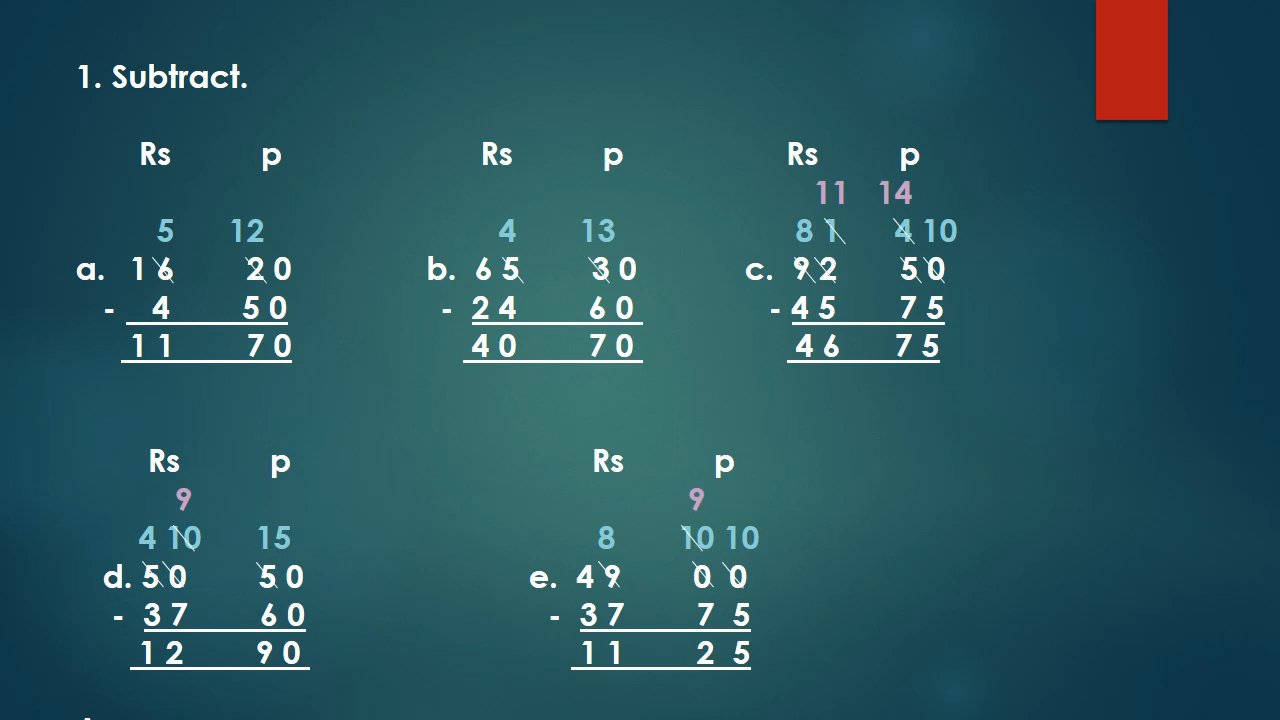 1. Subtract.
Rs p Rs p Rs p
11 14
5 12 4 13 8 1 4 10
a. 1 6 2 0 b. 6 5 3 0 c. 9 2 5 0
- 4 5 0 - 2 4 6 0 - 4 5 7 5
1 1 7 0 4 0 7 0 4 6 7 5
Rs p Rs p
9 9
4 10 15 8 10 10
d. 5 0 5 0 e. 4 9 0 0
- 3 7 6 0 - 3 7 7 5
1 2 9 0 1 1 2 5